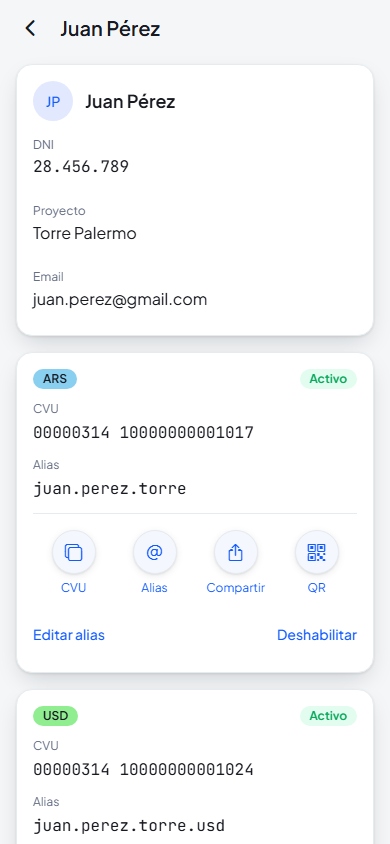 Juan Pérez
JP
Juan Pérez
DNI
28.456.789
Proyecto
Torre Palermo
Email
juan.perez@gmail.com
ARS
Activo
CVU
00000314 10000000001017
Alias
juan.perez.torre
@
CVU
Alias
Compartir
QR
Editar alias
Deshabilitar
USD
Activo
CVU
00000314 10000000001024
Alias
juan.perez.torre.usd